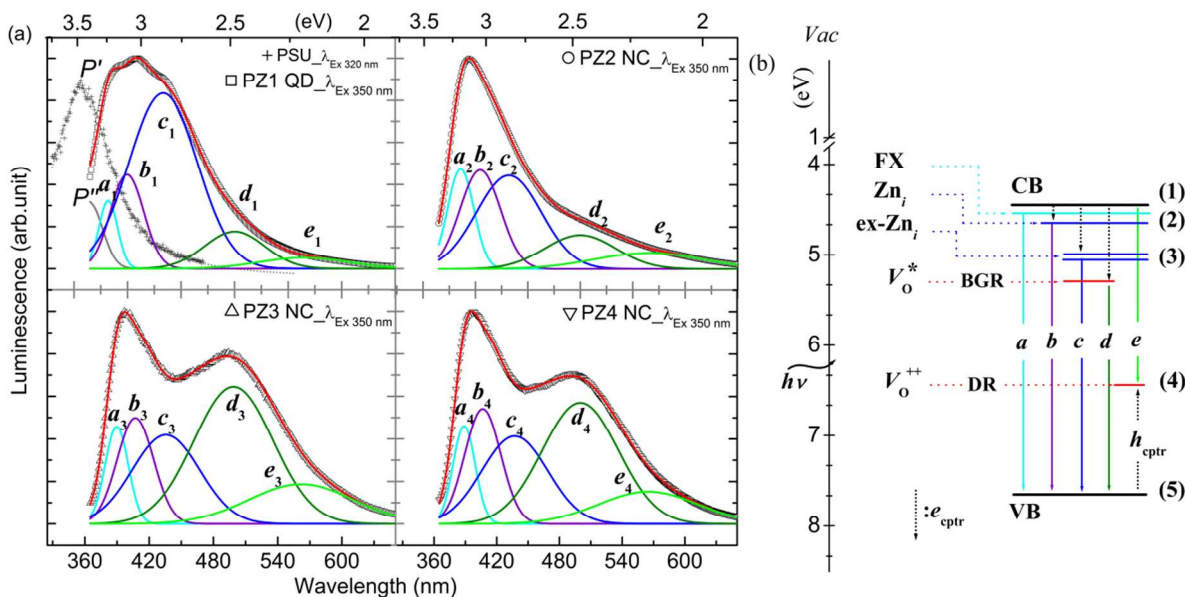 (a)
3.5 3 (eV) 2.5 2
3.5 3 2.5 2
Luminescence (arb.unit)
+ PSU_λEx 320 nm
□ PZ1 QD_λEx 350 nm
P'
P''
a1
b1
c1
d1
e1
○ PZ2 NC_λEx 350 nm
a2
b2
c2
d2
e2
△ PZ3 NC_λEx 350 nm
a3
b3
c3
d3
e3
▽ PZ4 NC_λEx 350 nm
a4
b4
c4
d4
e4
360 420 480 540 600
360 420 480 540 600
Wavelength (nm)
(b)
Vac
(eV)
1
4
5
6
hν
7
8
FX
Zni
ex-Zni
VO*
BGR
VO++
DR
CB
(1)
(2)
(3)
a b c d e
(4)
hcptr
(5)
VB
:ecptr